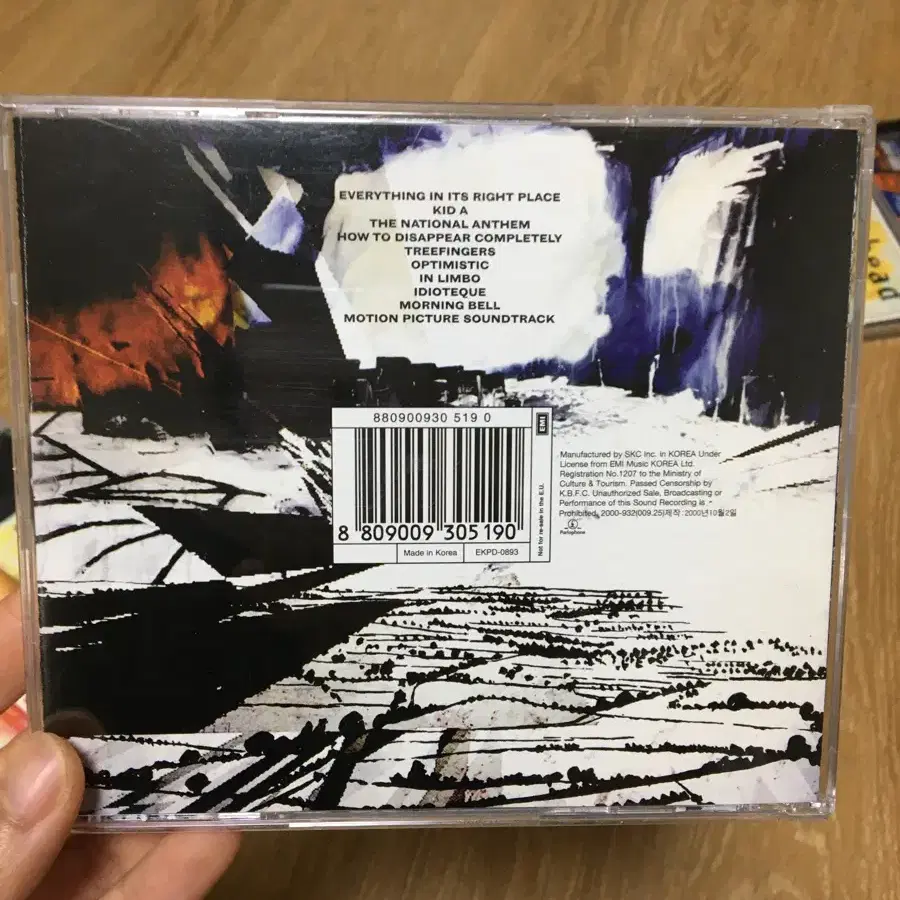 EVERYTHING IN ITS RIGHT PLACE
KID A
THE NATIONAL ANTHEM
HOW TO DISAPPEAR COMPLETELY
TREEFINGERS
OPTIMISTIC
IN LIMBO
IDIOTEQUE
MORNING BELL
MOTION PICTURE SOUNDTRACK
880900930 519 0
EMI
Not for re-sale in the E.U.
8 809009 305190
Made in Korea
EKPD-0893
Manufactured by SKC Inc. in KOREA Under
License from EMI Music KOREA Ltd.
Registration No.1207 to the Ministry of
Culture & Tourism. Passed Censorship by
K.B.F.C. Unauthorized Sale, Broadcasting or
Performance of this Sound Recording is
Prohibited. 2000-932(009.25)제작:2000년10월2일
Parlophone
head